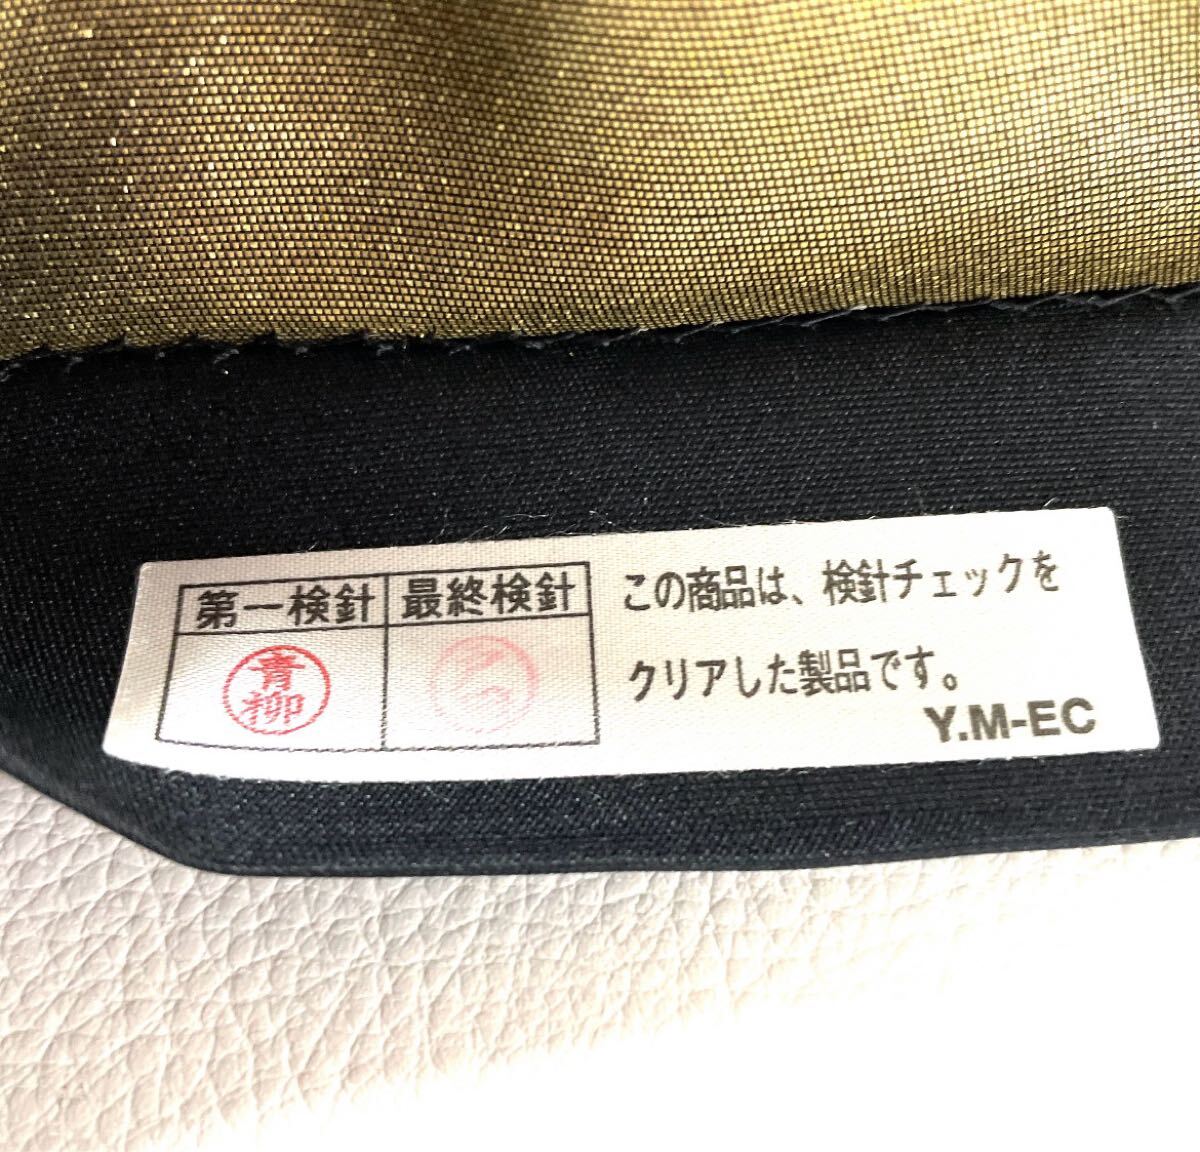 第一検針 最終検針
青柳
この商品は、検針チェックを
クリアした製品です。
Y.M-EC